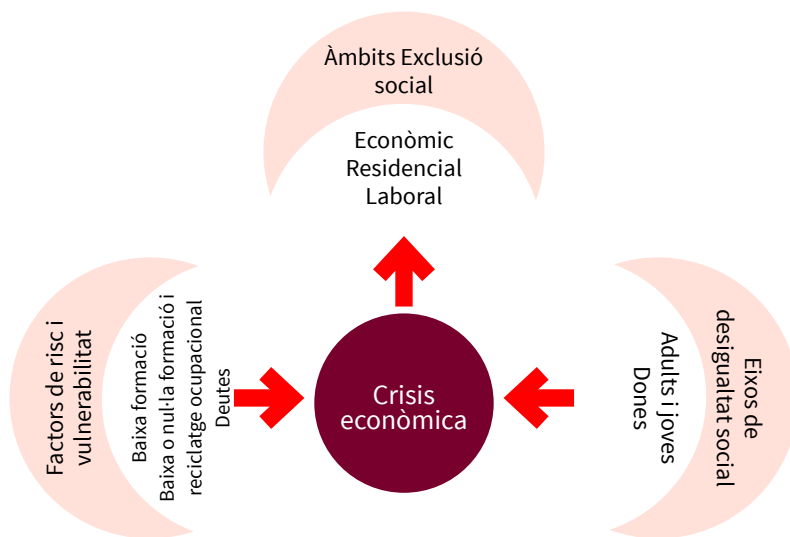 Àmbits Exclusió
social
Econòmic
Residencial
Laboral
Factors de risc i
vulnerabilitat
Baixa formació
Baixa o nul·la formació i
reciclatge ocupacional
Deutes
Crisis
econòmica
Adults i joves
Dones
Eixos de
desigualtat social